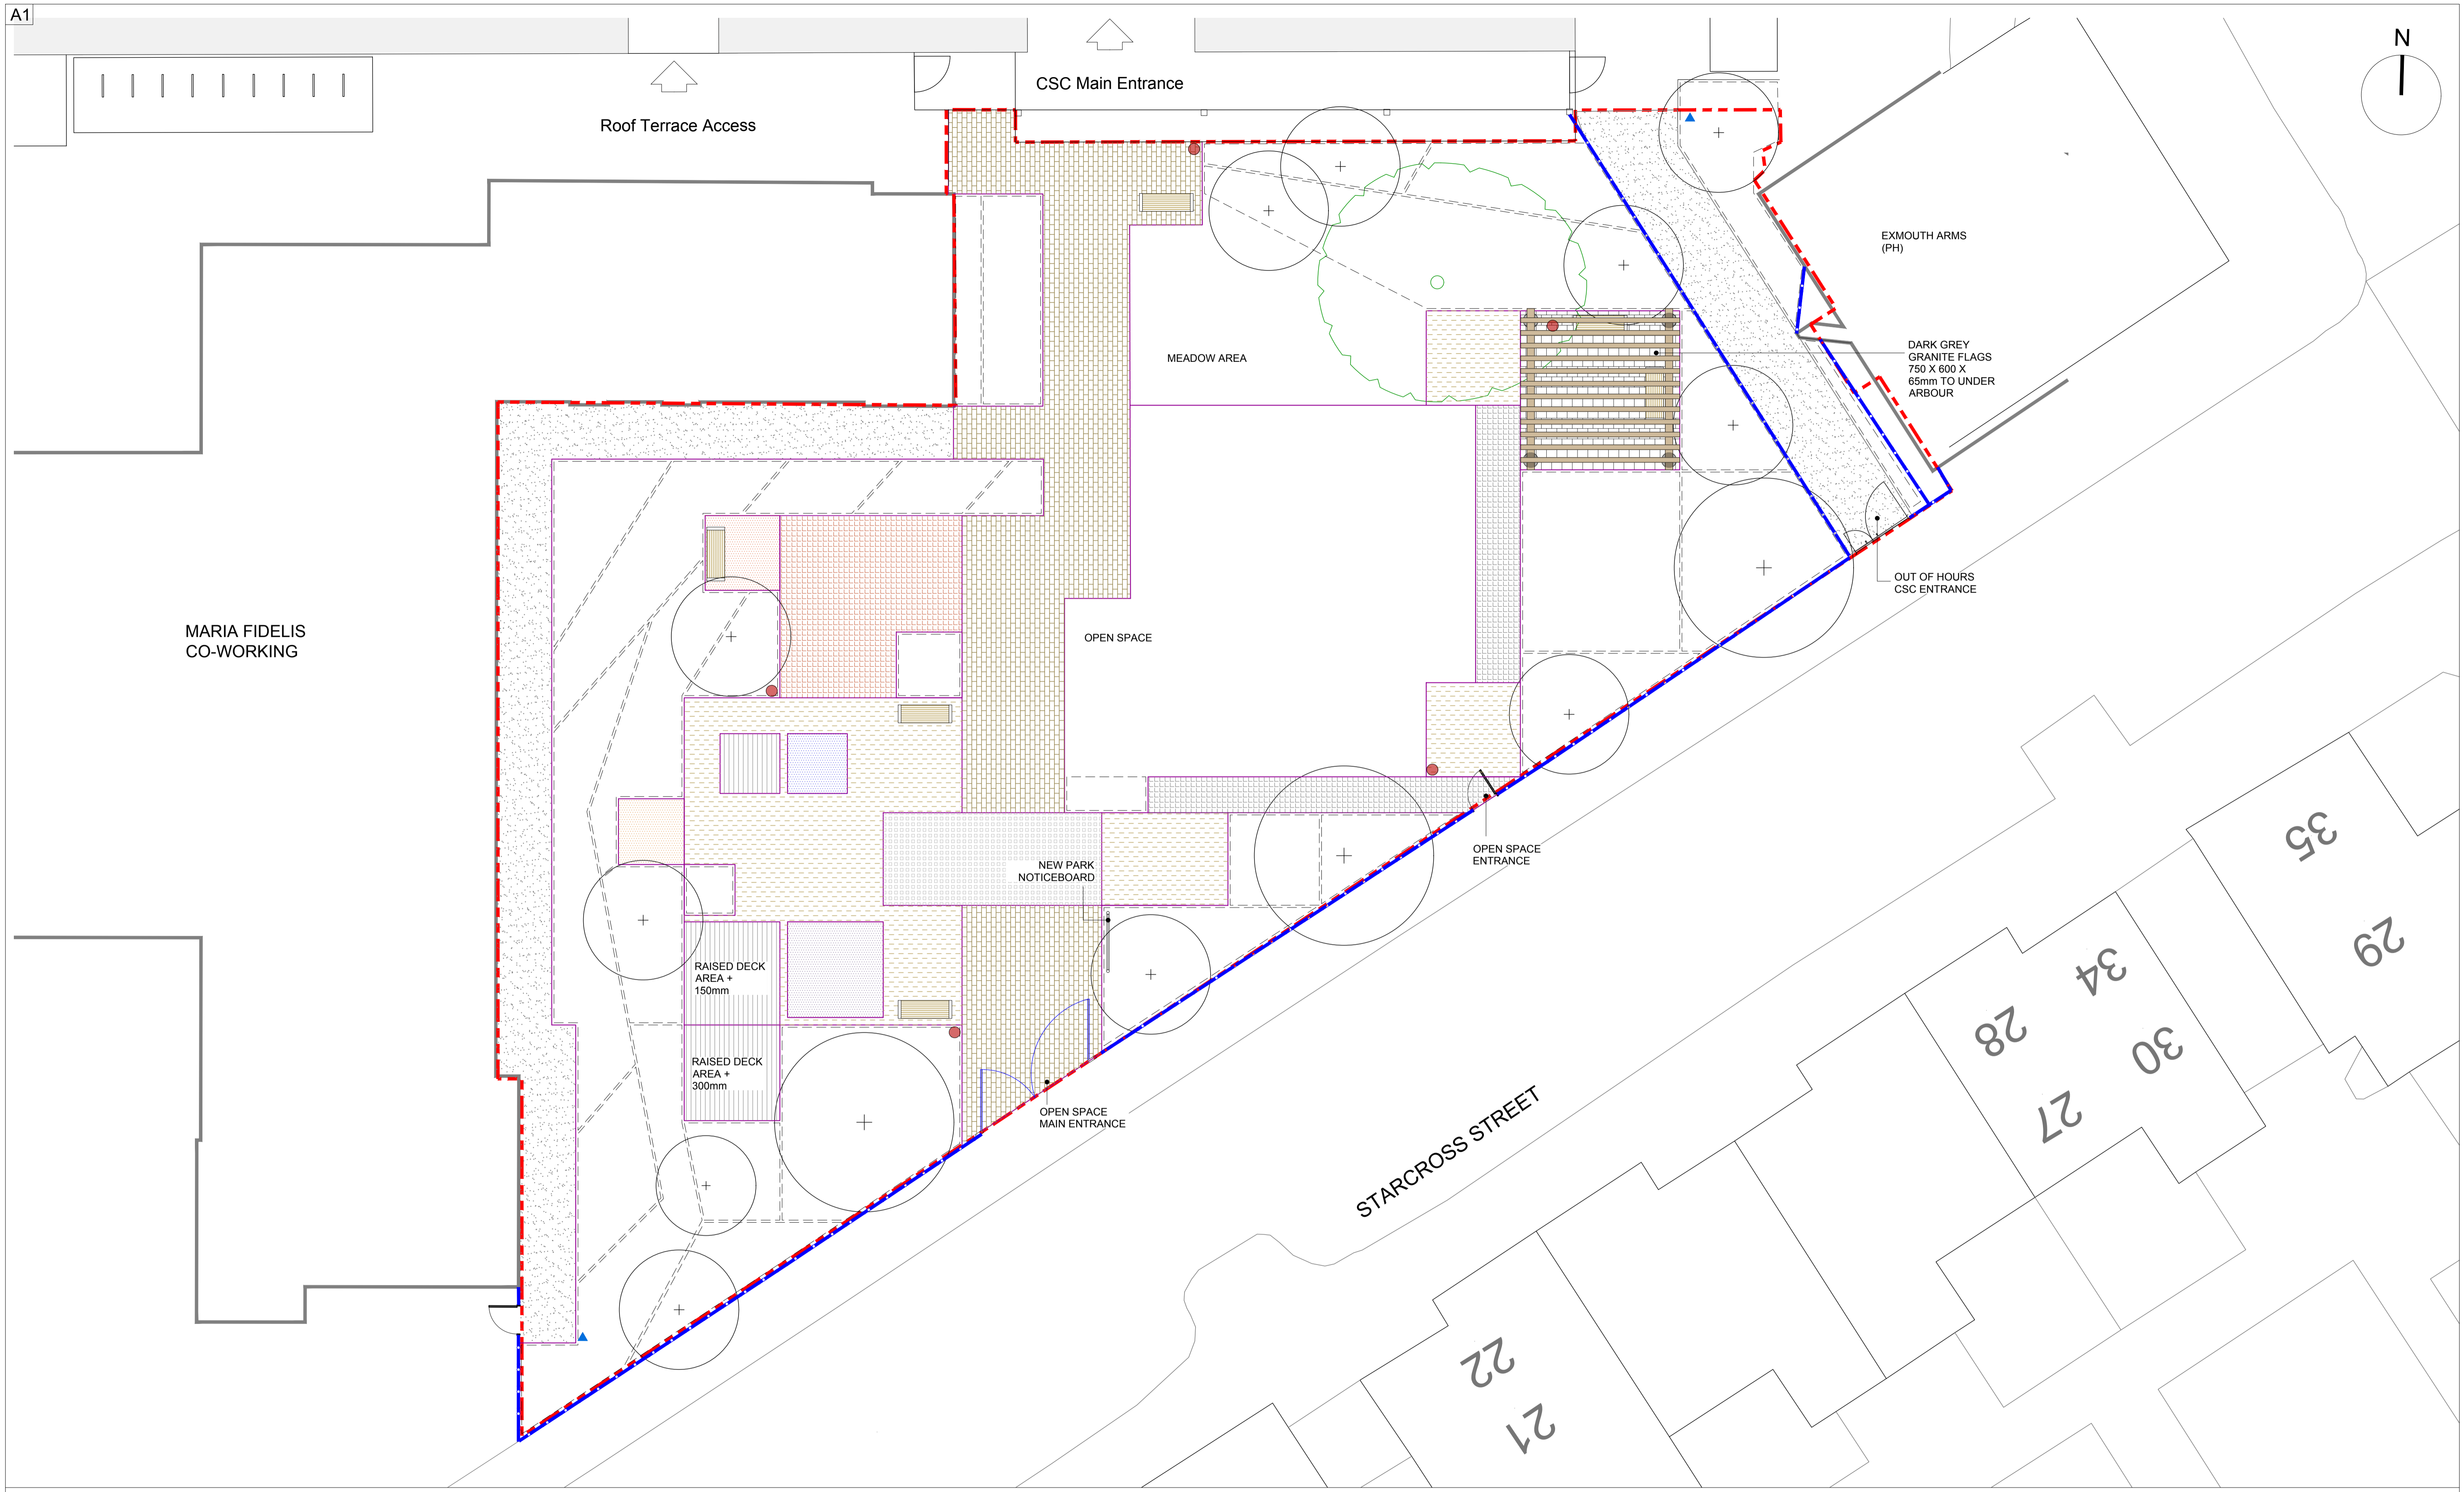 A1
N
CSC Main Entrance
Roof Terrace Access
EXMOUTH ARMS
(PH)
MEADOW AREA
DARK GREY
GRANITE FLAGS
750 X 600 X
65mm TO UNDER
ARBOUR
OUT OF HOURS
CSC ENTRANCE
MARIA FIDELIS
CO-WORKING
OPEN SPACE
NEW PARK
NOTICEBOARD
OPEN SPACE
ENTRANCE
RAISED DECK
AREA +
150mm
RAISED DECK
AREA +
300mm
OPEN SPACE
MAIN ENTRANCE
STARCROSS STREET
35
29
34
28
30
27
22
21